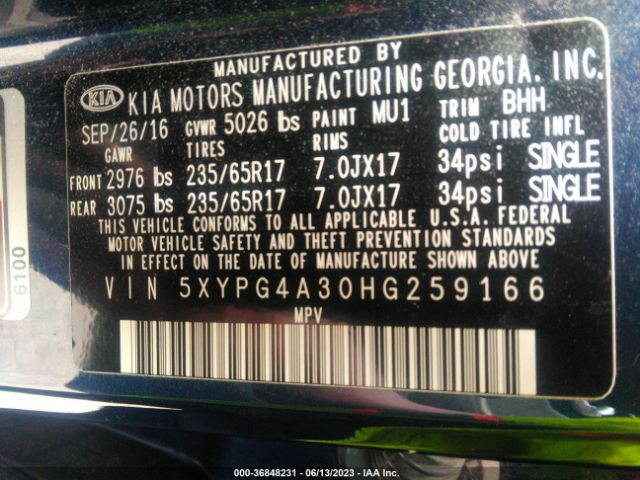 MANUFACTURED BY
KIA KIA MOTORS MANUFACTURING GEORGIA. INC.
SEP/26/16 GVWR 5026 lbs PAINT MU1 TRIM BHH
GAWR TIRES RIMS COLD TIRE INFL
FRONT 2976 lbs 235/65R17 7.0JX17 34psi SINGLE
REAR 3075 lbs 235/65R17 7.0JX17 34psi SINGLE
THIS VEHICLE CONFORMS TO ALL APPLICABLE U.S.A. FEDERAL
MOTOR VEHICLE SAFETY AND THEFT PREVENTION STANDARDS
IN EFFECT ON THE DATE OF MANUFACTURE SHOWN ABOVE.
VIN 5XYPG4A30HG259166
MPV
6100
000-36848231 - 06/13/2023 - IAA Inc.